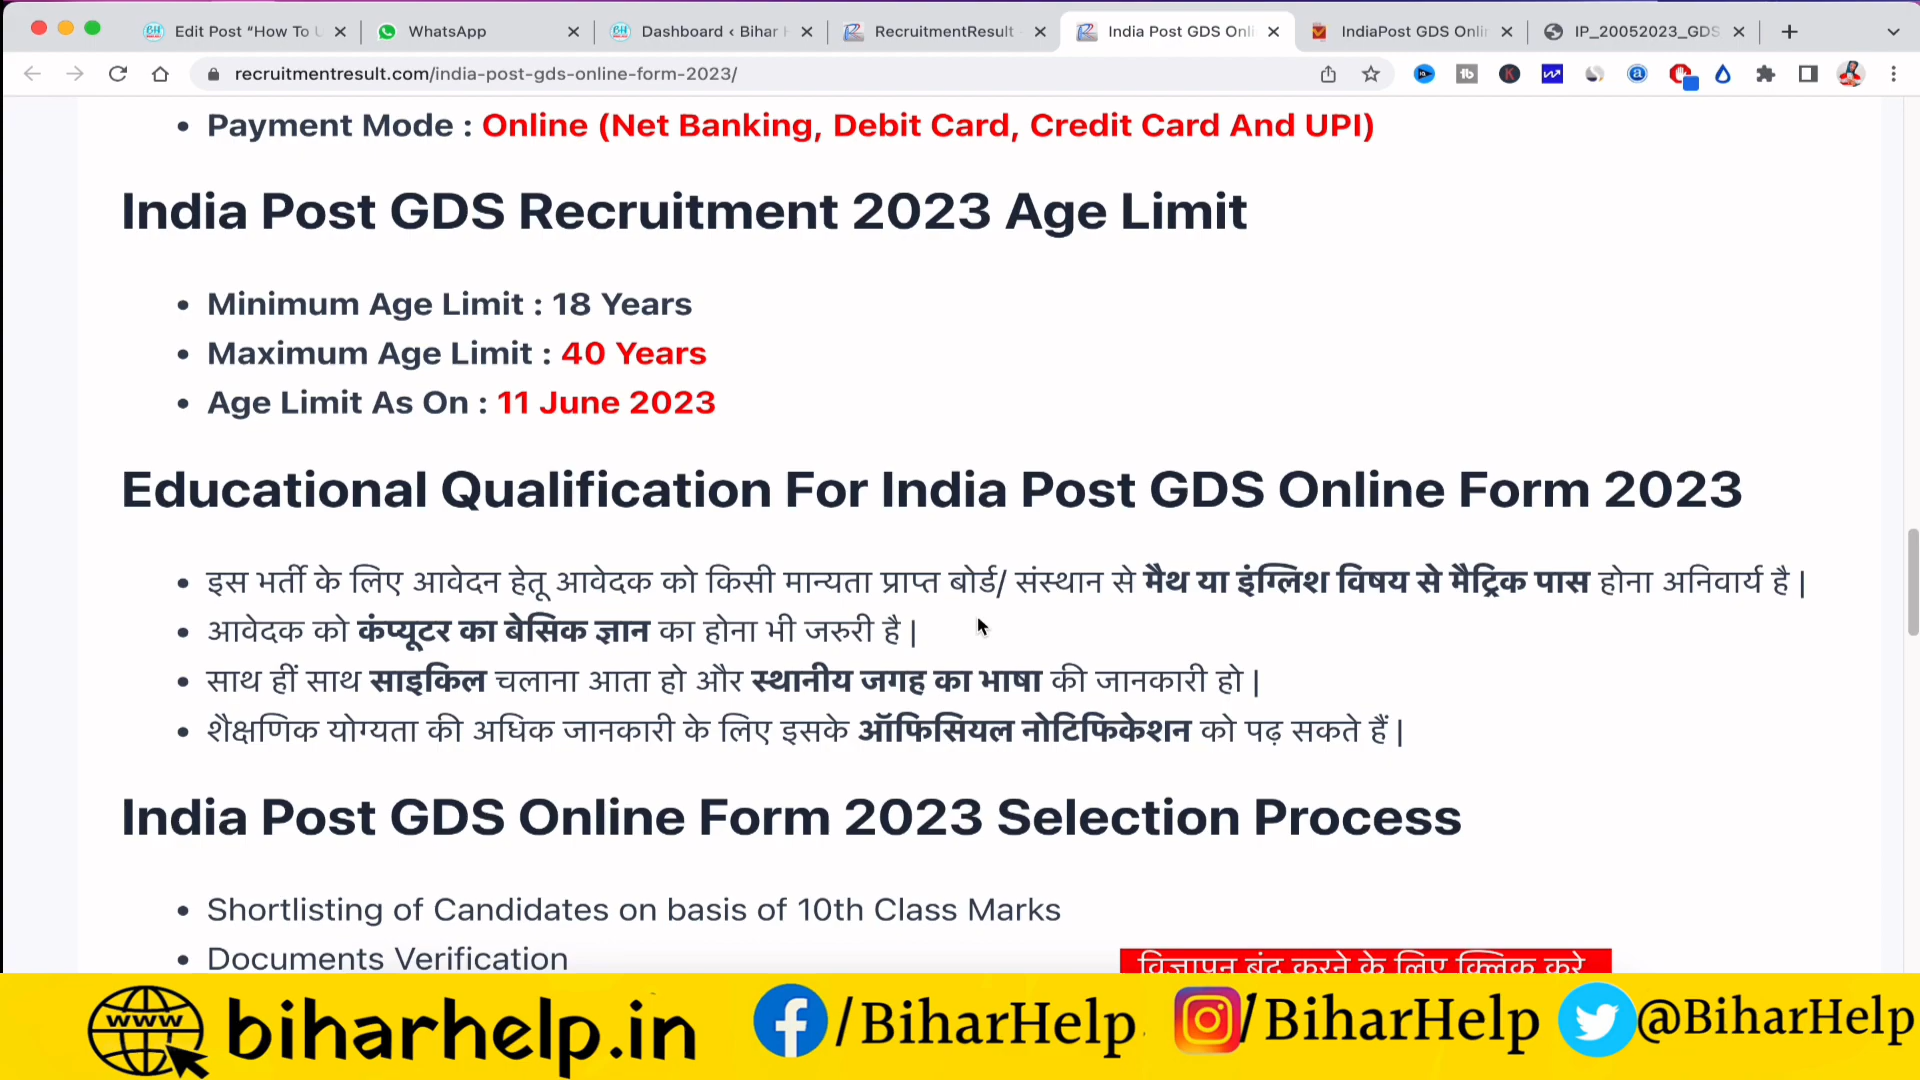 Edit Post "How To U
WhatsApp
Dashboard ‹ Bihar H
RecruitmentResult
India Post GDS Onli
IndiaPost GDS Onlin
IP_20052023_GDS
recruitmentresult.com/india-post-gds-online-form-2023/
• Payment Mode : Online (Net Banking, Debit Card, Credit Card And UPI)
India Post GDS Recruitment 2023 Age Limit
• Minimum Age Limit : 18 Years
• Maximum Age Limit : 40 Years
• Age Limit As On : 11 June 2023
Educational Qualification For India Post GDS Online Form 2023
• इस भर्ती के लिए आवेदन हेतू आवेदक को किसी मान्यता प्राप्त बोर्ड/ संस्थान से मैथ या इंग्लिश विषय से मैट्रिक पास होना अनिवार्य है |
• आवेदक को कंप्यूटर का बेसिक ज्ञान का होना भी जरुरी है |
• साथ हीं साथ साइकिल चलाना आता हो और स्थानीय जगह का भाषा की जानकारी हो |
• शैक्षणिक योग्यता की अधिक जानकारी के लिए इसके ऑफिसियल नोटिफिकेशन को पढ़ सकते हैं |
India Post GDS Online Form 2023 Selection Process
• Shortlisting of Candidates on basis of 10th Class Marks
• Documents Verification
विज्ञापन बंद करने के लिए क्लिक करे
www biharhelp.in /BiharHelp /BiharHelp @BiharHelp